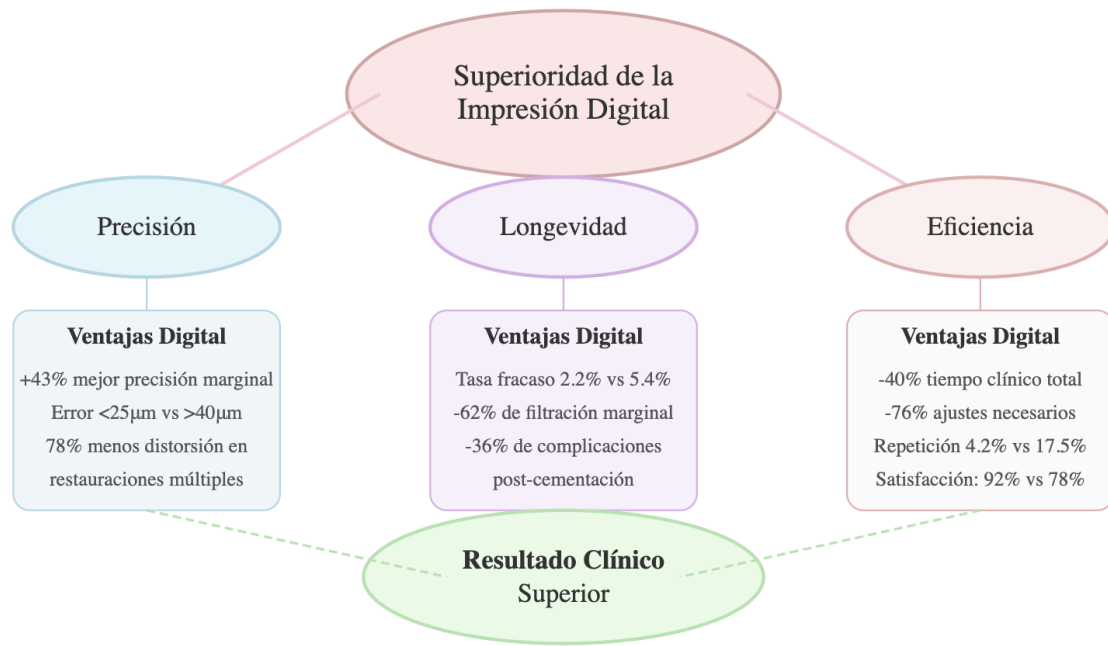 Superioridad de la
Impresión Digital
Precisión
Longevidad
Eficiencia
Ventajas Digital
+43% mejor precisión marginal
Error <25µm vs >40µm
78% menos distorsión en
restauraciones múltiples
Ventajas Digital
Tasa fracaso 2.2% vs 5.4%
-62% de filtración marginal
-36% de complicaciones
post-cementación
Ventajas Digital
-40% tiempo clínico total
-76% ajustes necesarios
Repetición 4.2% vs 17.5%
Satisfacción: 92% vs 78%
Resultado Clínico
Superior